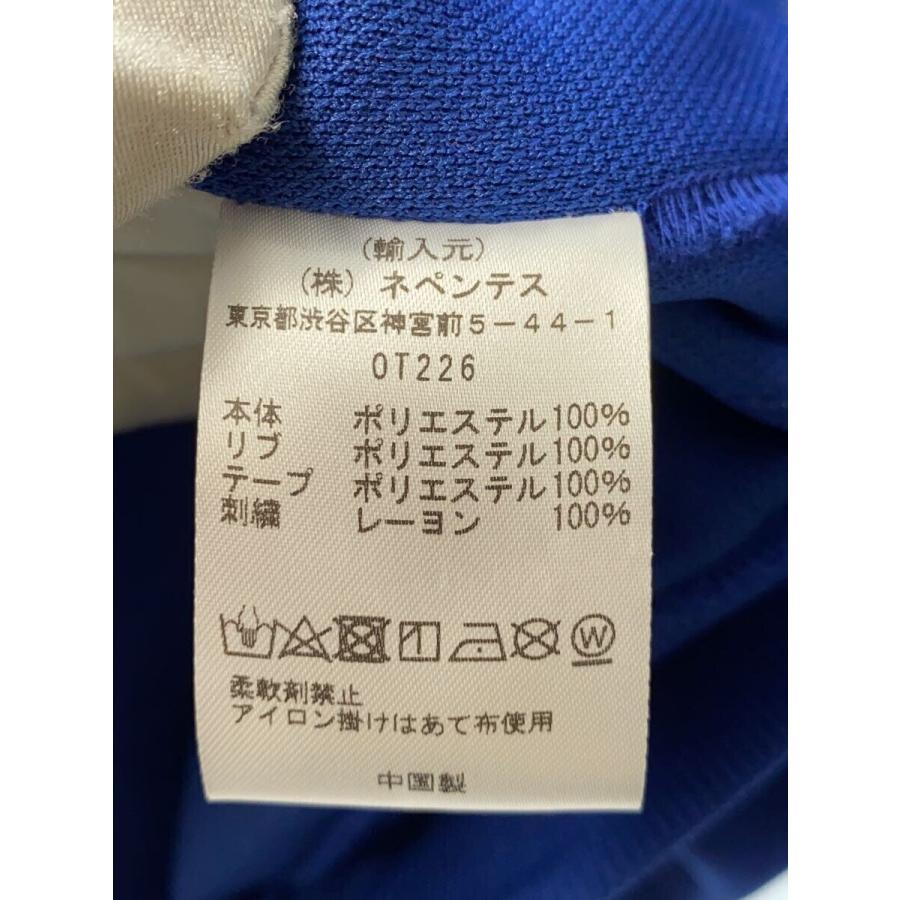 (輸入元)
(株) ネペンテス
東京都渋谷区神宮前5-44-1
OT226
本体 ポリエステル100%
リブ ポリエステル100%
テープ ポリエステル100%
刺繍 レーヨン 100%
W
柔軟剤禁止
アイロン掛けはあて布使用
中国製